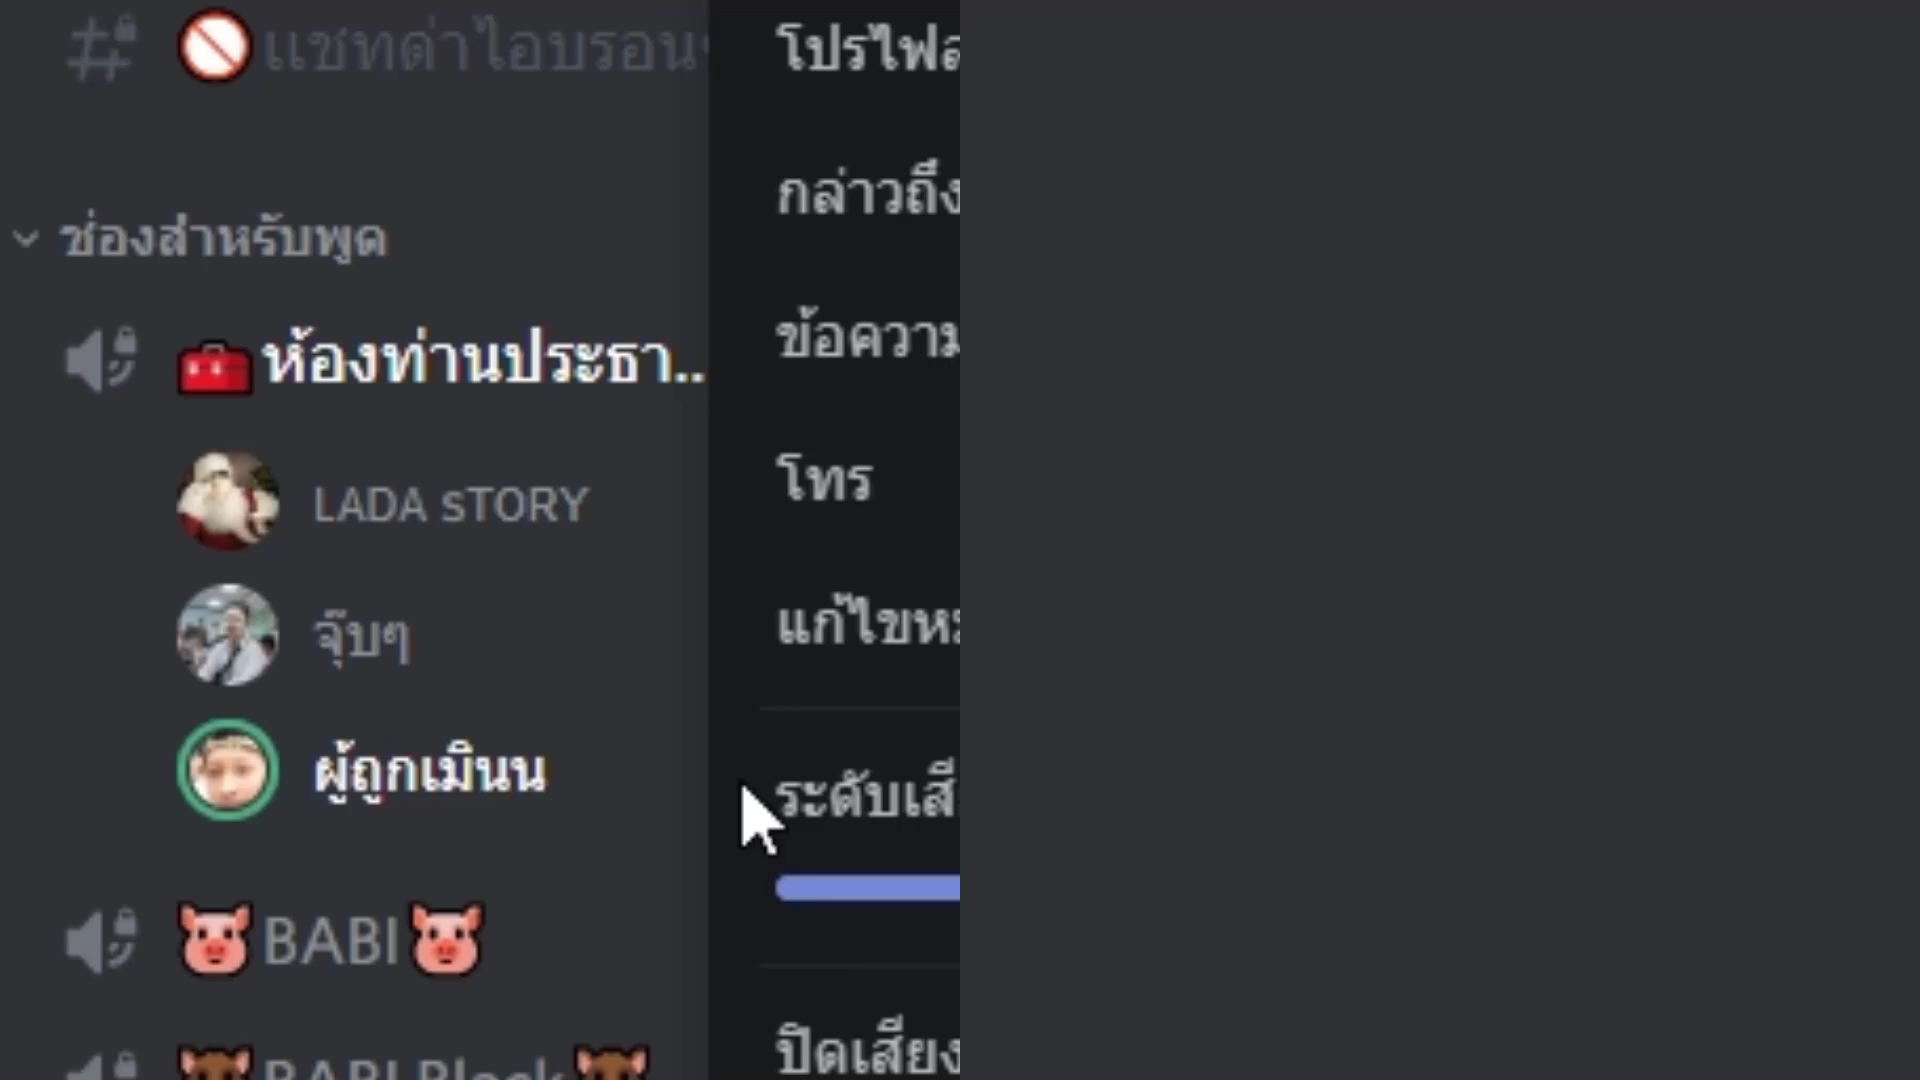 แชทด่าไอบรอน
ช่องสำหรับพูด
ห้องท่านประธา...
LADA sTORY
จุ๊บๆ
ผู้ถูกเมินน
BABI
BABI Black
โปรไฟล
กล่าวถึง
ข้อความ
โทร
แก้ไขห
ระดับเสี
ปิดเสียง